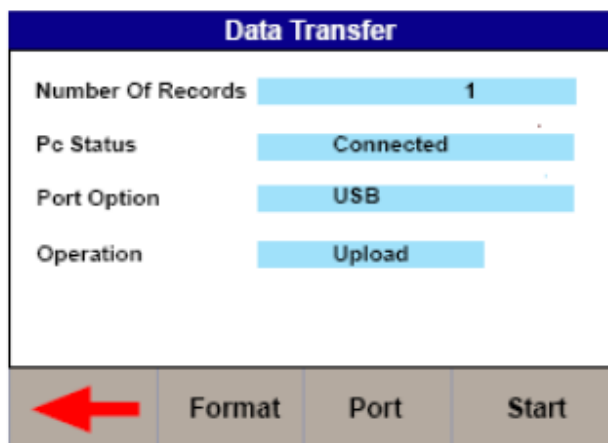 Data Transfer
Number Of Records 1
Pc Status Connected
Port Option USB
Operation Upload
Format Port Start